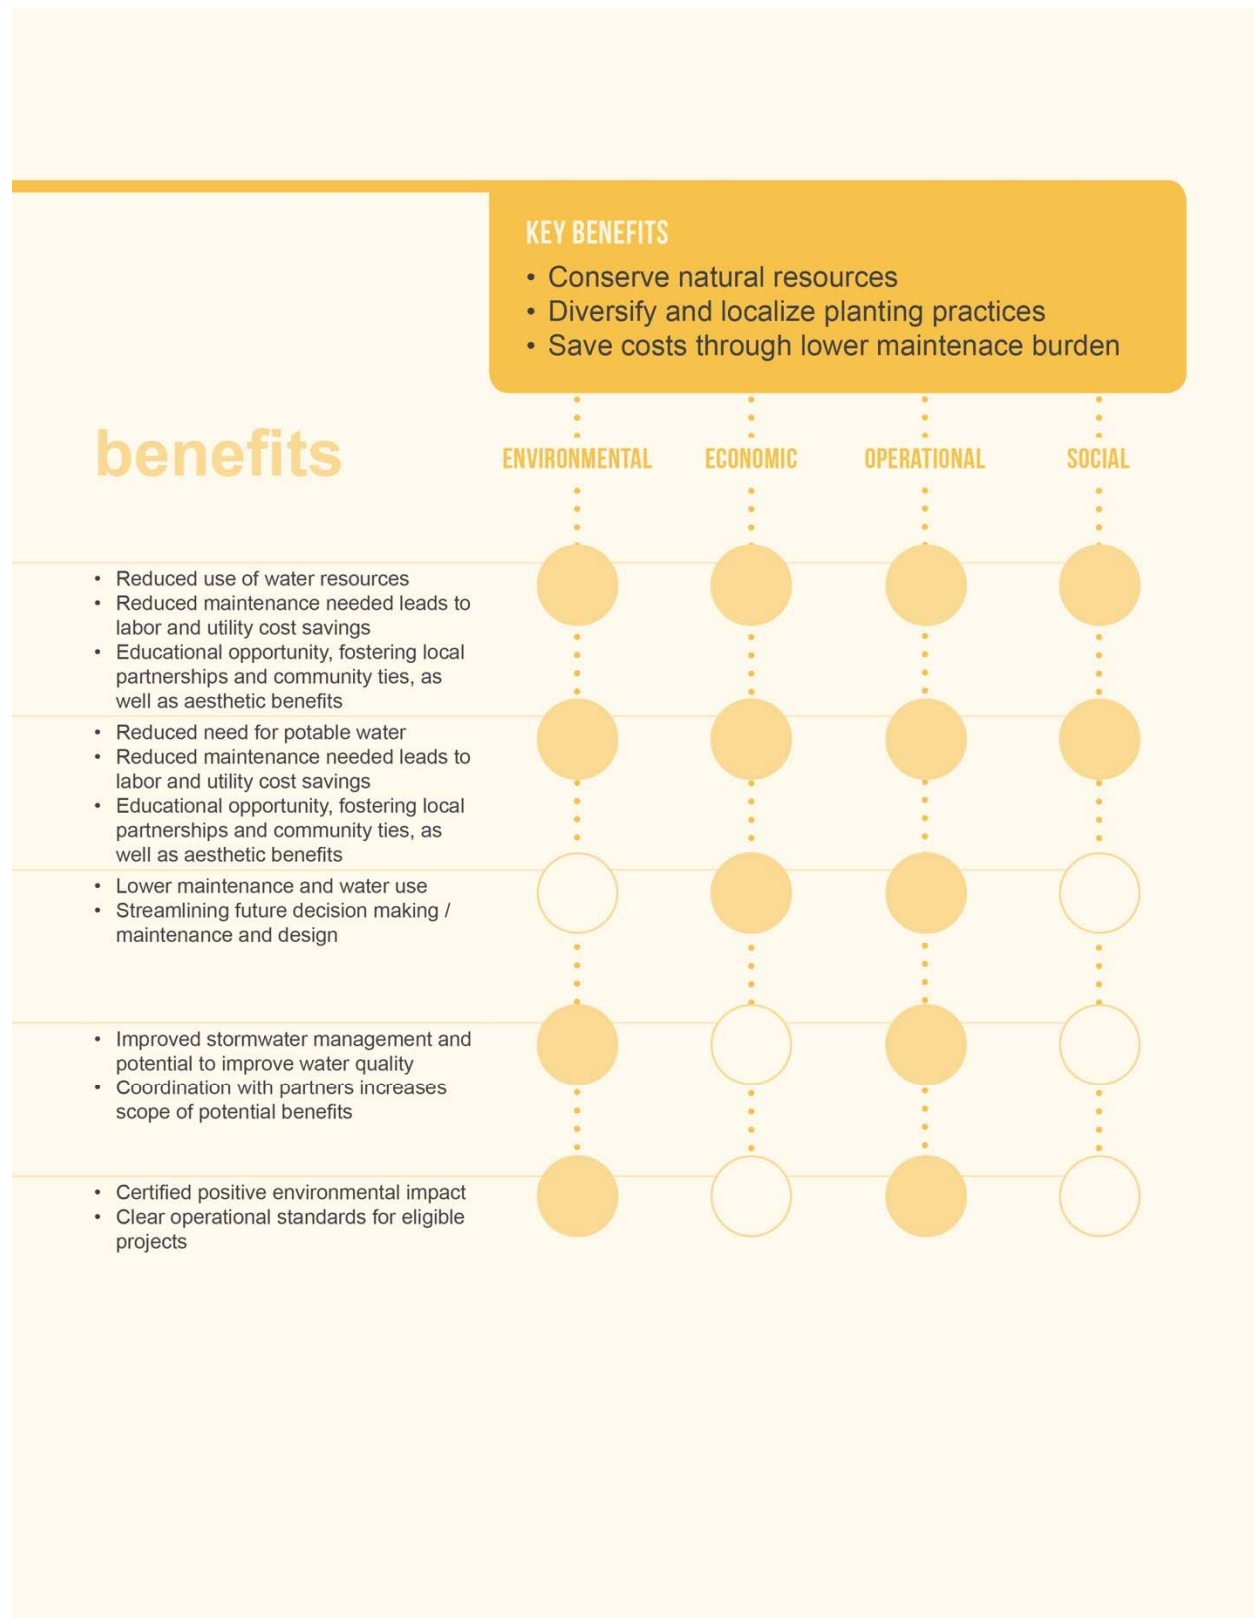 KEY BENEFITS
• Conserve natural resources
• Diversify and localize planting practices
• Save costs through lower maintenace burden
benefits
ENVIRONMENTAL ECONOMIC OPERATIONAL SOCIAL
• Reduced use of water resources
• Reduced maintenance needed leads to
labor and utility cost savings
• Educational opportunity, fostering local
partnerships and community ties, as
well as aesthetic benefits
• Reduced need for potable water
• Reduced maintenance needed leads to
labor and utility cost savings
• Educational opportunity, fostering local
partnerships and community ties, as
well as aesthetic benefits
• Lower maintenance and water use
• Streamlining future decision making /
maintenance and design
• Improved stormwater management and
potential to improve water quality
• Coordination with partners increases
scope of potential benefits
• Certified positive environmental impact
• Clear operational standards for eligible
projects